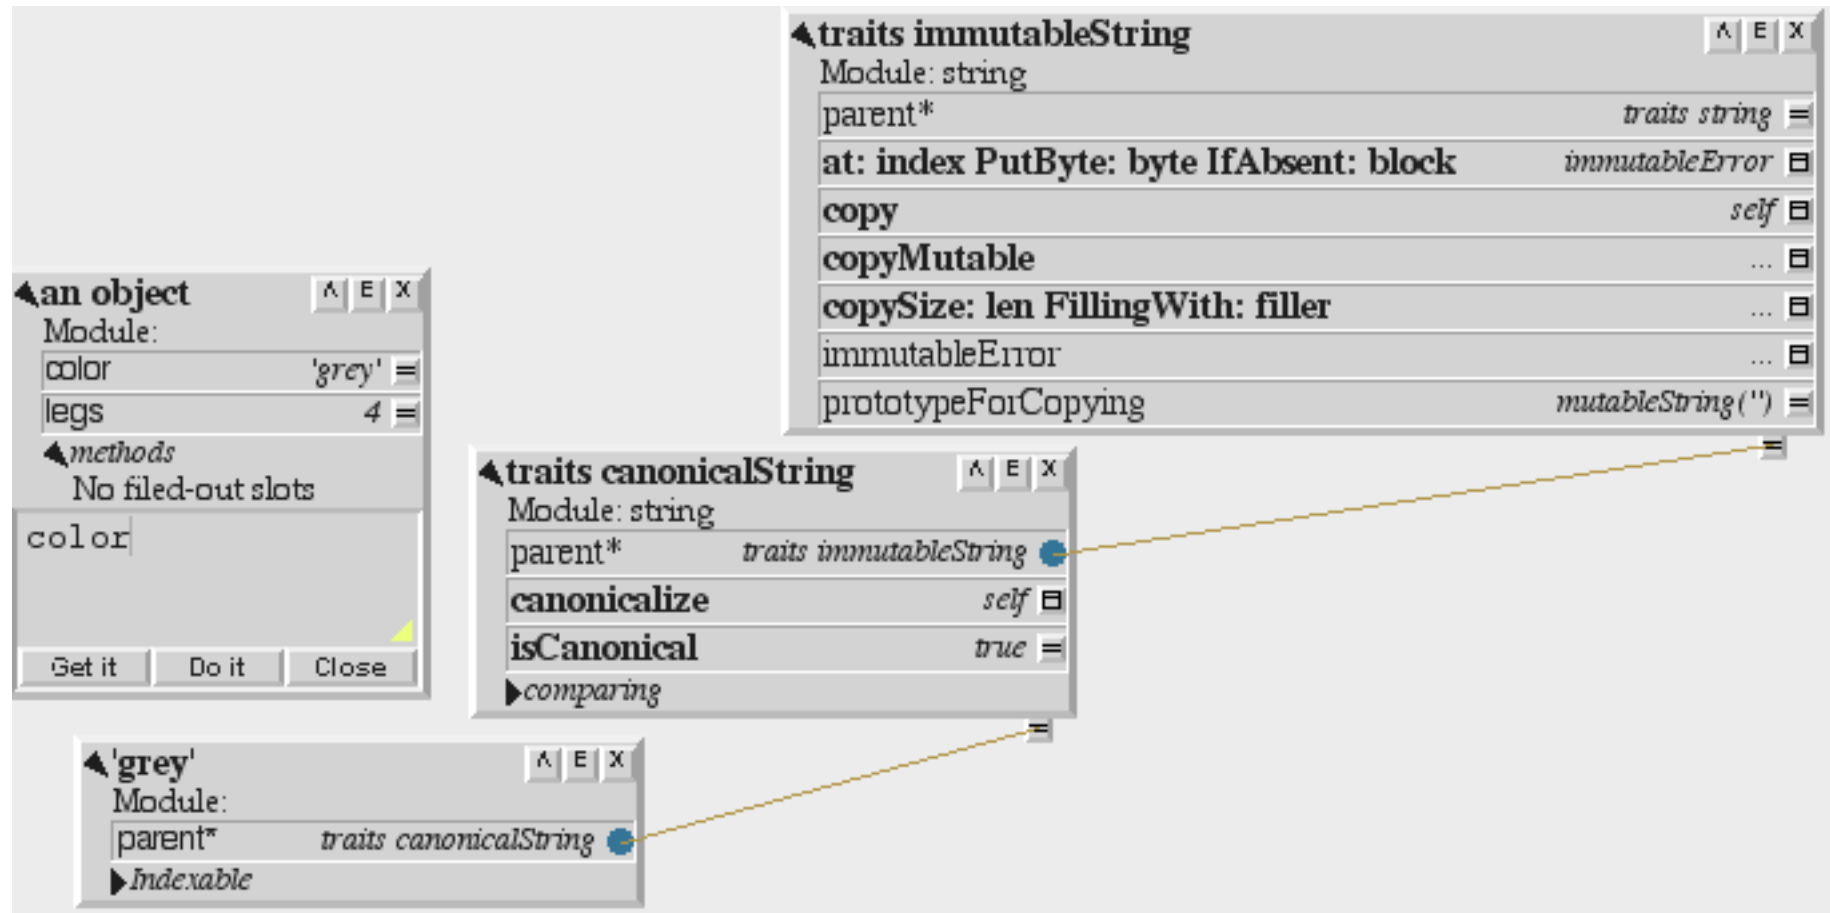 traits immutableString Λ E X
Module: string
parent* traits string =
at: index PutByte: byte IfAbsent: block immutableError
copy self
copyMutable ...
copySize: len FillingWith: filler ...
immutableError ...
prototypeForCopying mutableString('') =
=
an object Λ E X
Module:
color 'grey' =
legs 4 =
methods
No filed-out slots
color
Get it Do it Close
traits canonicalString Λ E X
Module: string
parent* traits immutableString
canonicalize self
isCanonical true =
comparing
=
'grey' Λ E X
Module:
parent* traits canonicalString
Indexable